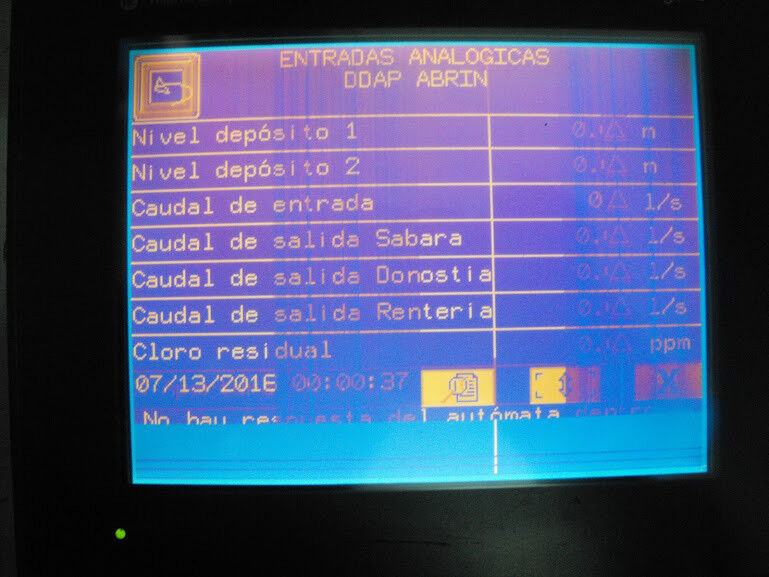 ENTRADAS ANALOGICAS
DDAP ABRIN
Nivel depósito 1 m
Nivel depósito 2 m
Caudal de entrada 0 l/s
Caudal de salida Sabara l/s
Caudal de salida Donostia l/s
Caudal de salida Renteria l/s
Cloro residual ppm
07/13/2016 00:00:37
No hay respuesta del autómata